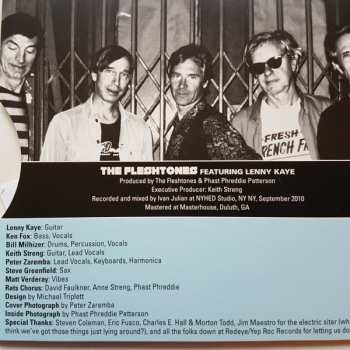 FRESH
FRENCH F
THE FLESHTONES FEATURING LENNY KAYE
Produced by The Fleshtones & Phast Phreddie Patterson
Executive Producer: Keith Streng
Recorded and mixed by Ivan Julian at NYHED Studio, NY NY, September 2010
Mastered at Masterhouse, Duluth, GA
Lenny Kaye: Guitar
Ken Fox: Bass, Vocals
Bill Milhizer: Drums, Percussion, Vocals
Keith Streng: Guitar, Lead Vocals
Peter Zaremba: Lead Vocals, Keyboards, Harmonica
Steve Greenfield: Sax
Matt Verderay: Vibes
Rats Chorus: David Faulkner, Anne Streng, Phast Phreddie
Design by Michael Triplett
Cover Photograph by Peter Zaremba
Inside Photograph by Phast Phreddie Patterson
Special Thanks: Steven Coleman, Eric Fusco, Charles E. Hall & Morton Todd, Jim Maestro for the electric siter (wh
think we've got those things just lying around?), and all the folks down at Redeye/Yep Roc Records for letting us do